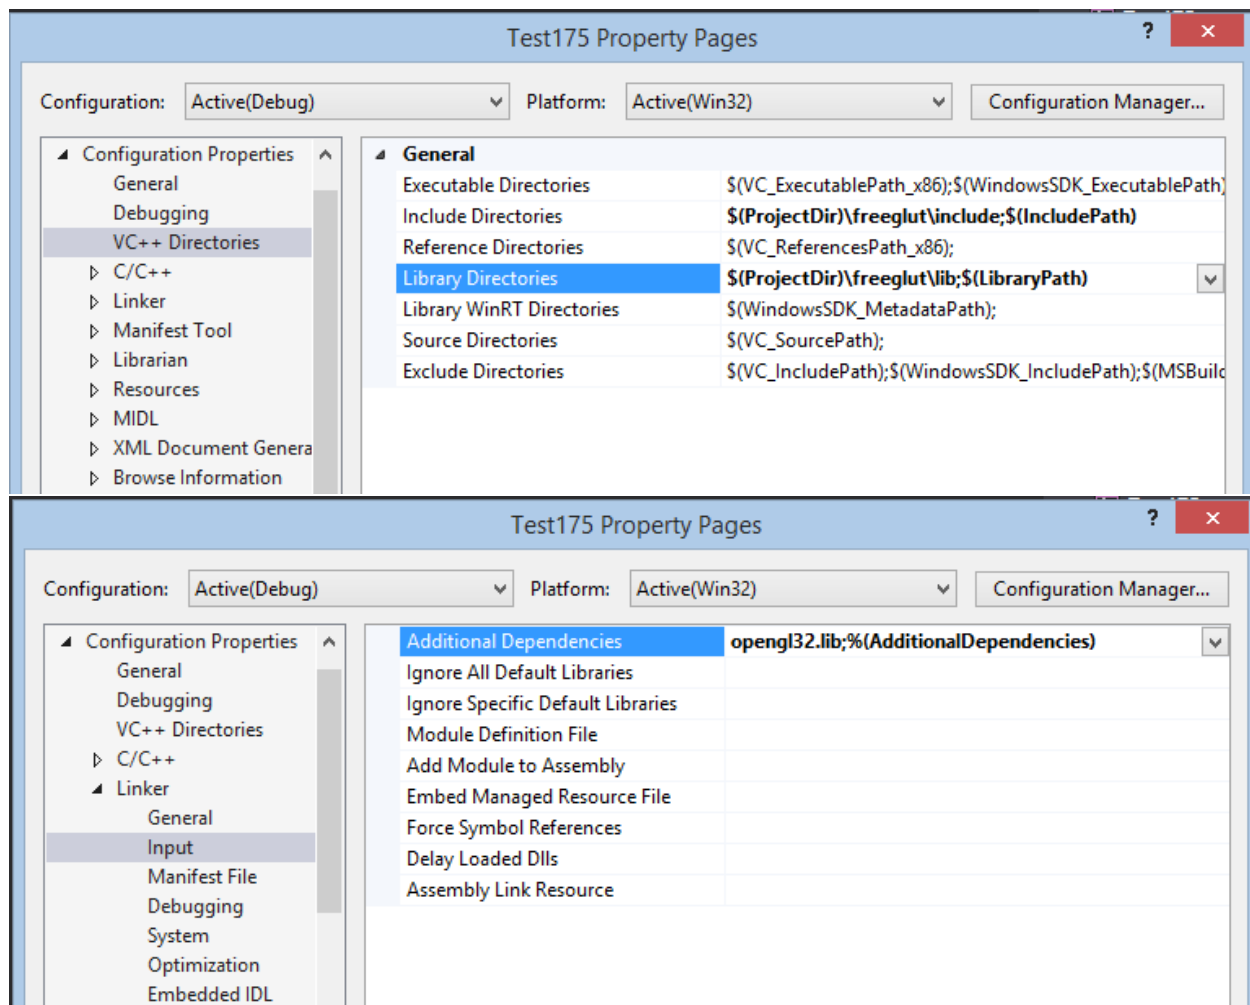 Test175 Property Pages
? ×
Configuration: Active(Debug) Platform: Active(Win32) Configuration Manager...
Configuration Properties
General
Debugging
VC++ Directories
C/C++
Linker
Manifest Tool
Librarian
Resources
MIDL
XML Document Genera
Browse Information
General
Executable Directories $(VC_ExecutablePath_x86);$(WindowsSDK_ExecutablePath)
Include Directories $(ProjectDir)\freeglut\include;$(IncludePath)
Reference Directories $(VC_ReferencesPath_x86);
Library Directories $(ProjectDir)\freeglut\lib;$(LibraryPath)
Library WinRT Directories $(WindowsSDK_MetadataPath);
Source Directories $(VC_SourcePath);
Exclude Directories $(VC_IncludePath);$(WindowsSDK_IncludePath);$(MSBuild
Test175 Property Pages
? ×
Configuration: Active(Debug) Platform: Active(Win32) Configuration Manager...
Configuration Properties
General
Debugging
VC++ Directories
C/C++
Linker
General
Input
Manifest File
Debugging
System
Optimization
Embedded IDL
Additional Dependencies opengl32.lib;%(AdditionalDependencies)
Ignore All Default Libraries
Ignore Specific Default Libraries
Module Definition File
Add Module to Assembly
Embed Managed Resource File
Force Symbol References
Delay Loaded Dlls
Assembly Link Resource